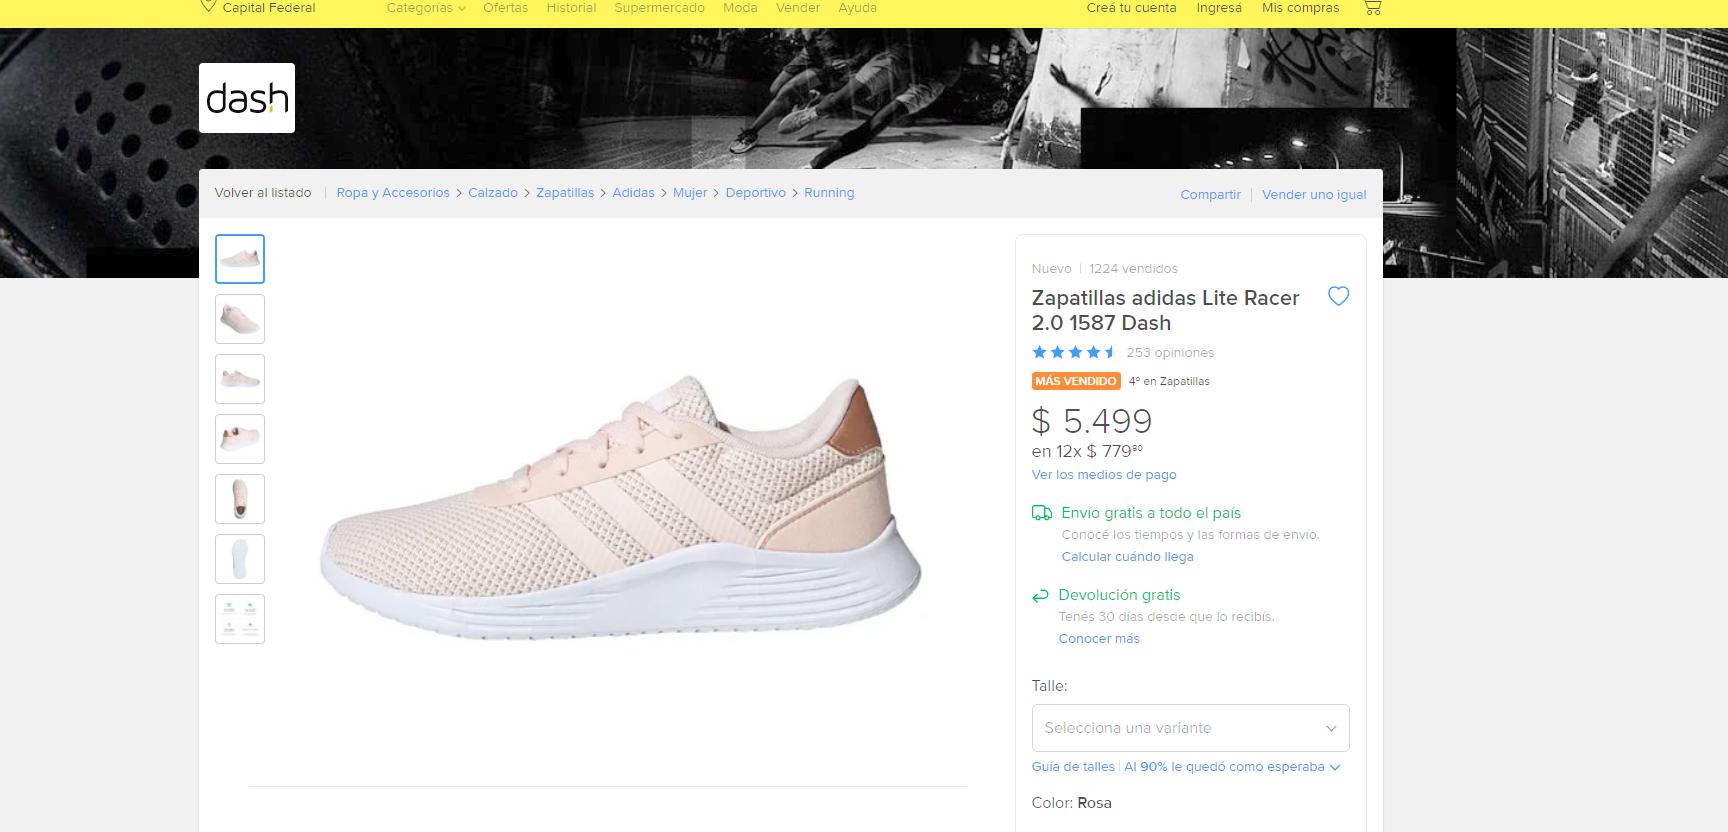 Capital Federal
Categorías Ofertas Historial Supermercado Moda Vender Ayuda
Creá tu cuenta Ingresá Mis compras
dash
Volver al listado | Ropa y Accesorios > Calzado > Zapatillas > Adidas > Mujer > Deportivo > Running
Compartir | Vender uno igual
Nuevo | 1224 vendidos
Zapatillas adidas Lite Racer
2.0 1587 Dash
253 opiniones
MÁS VENDIDO 4º en Zapatillas
$ 5.499
en 12x $ 779⁸⁰
Ver los medios de pago
Envío gratis a todo el país
Conocé los tiempos y las formas de envío.
Calcular cuándo llega
Devolución gratis
Tenés 30 días desde que lo recibís.
Conocer más
Talle:
Selecciona una variante
Guía de talles | Al 90% le quedó como esperaba
Color: Rosa